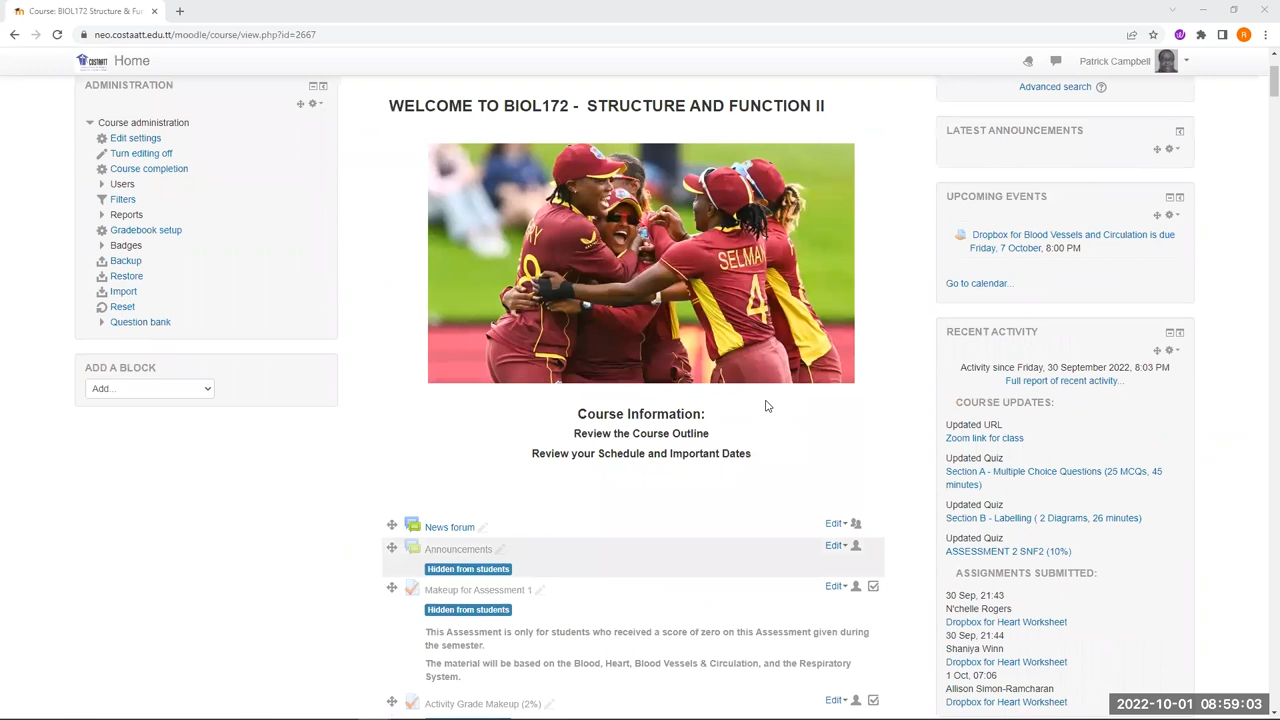 Course: BIOL172 Structure & Fu
neo.costaatt.edu.tt/moodle/course/view.php?id=2667
R
COSTAATT
Home
Patrick Campbell
ADMINISTRATION
Course administration
Edit settings
Turn editing off
Course completion
Users
Filters
Reports
Gradebook setup
Badges
Backup
Restore
Import
Reset
Question bank
ADD A BLOCK
Add...
WELCOME TO BIOL172 - STRUCTURE AND FUNCTION II
SELMAN
4
Course Information:
Review the Course Outline
Review your Schedule and Important Dates
News forum
Edit
Announcements
Edit
Hidden from students
Makeup for Assessment 1
Edit
Hidden from students
This Assessment is only for students who received a score of zero on this Assessment given during
the semester.
The material will be based on the Blood, Heart, Blood Vessels & Circulation, and the Respiratory
System.
Activity Grade Makeup (2%)
Edit
Advanced search
LATEST ANNOUNCEMENTS
UPCOMING EVENTS
Dropbox for Blood Vessels and Circulation is due
Friday, 7 October, 8:00 PM
Go to calendar...
RECENT ACTIVITY
Activity since Friday, 30 September 2022, 8:03 PM
Full report of recent activity...
COURSE UPDATES:
Updated URL
Zoom link for class
Updated Quiz
Section A - Multiple Choice Questions (25 MCQs, 45
minutes)
Updated Quiz
Section B - Labelling ( 2 Diagrams, 26 minutes)
Updated Quiz
ASSESSMENT 2 SNF2 (10%)
ASSIGNMENTS SUBMITTED:
30 Sep, 21:43
N'chelle Rogers
Dropbox for Heart Worksheet
30 Sep, 21:44
Shaniya Winn
Dropbox for Heart Worksheet
1 Oct, 07:06
Allison Simon-Ramcharan
Dropbox for Heart Worksheet
2022-10-01 08:59:03